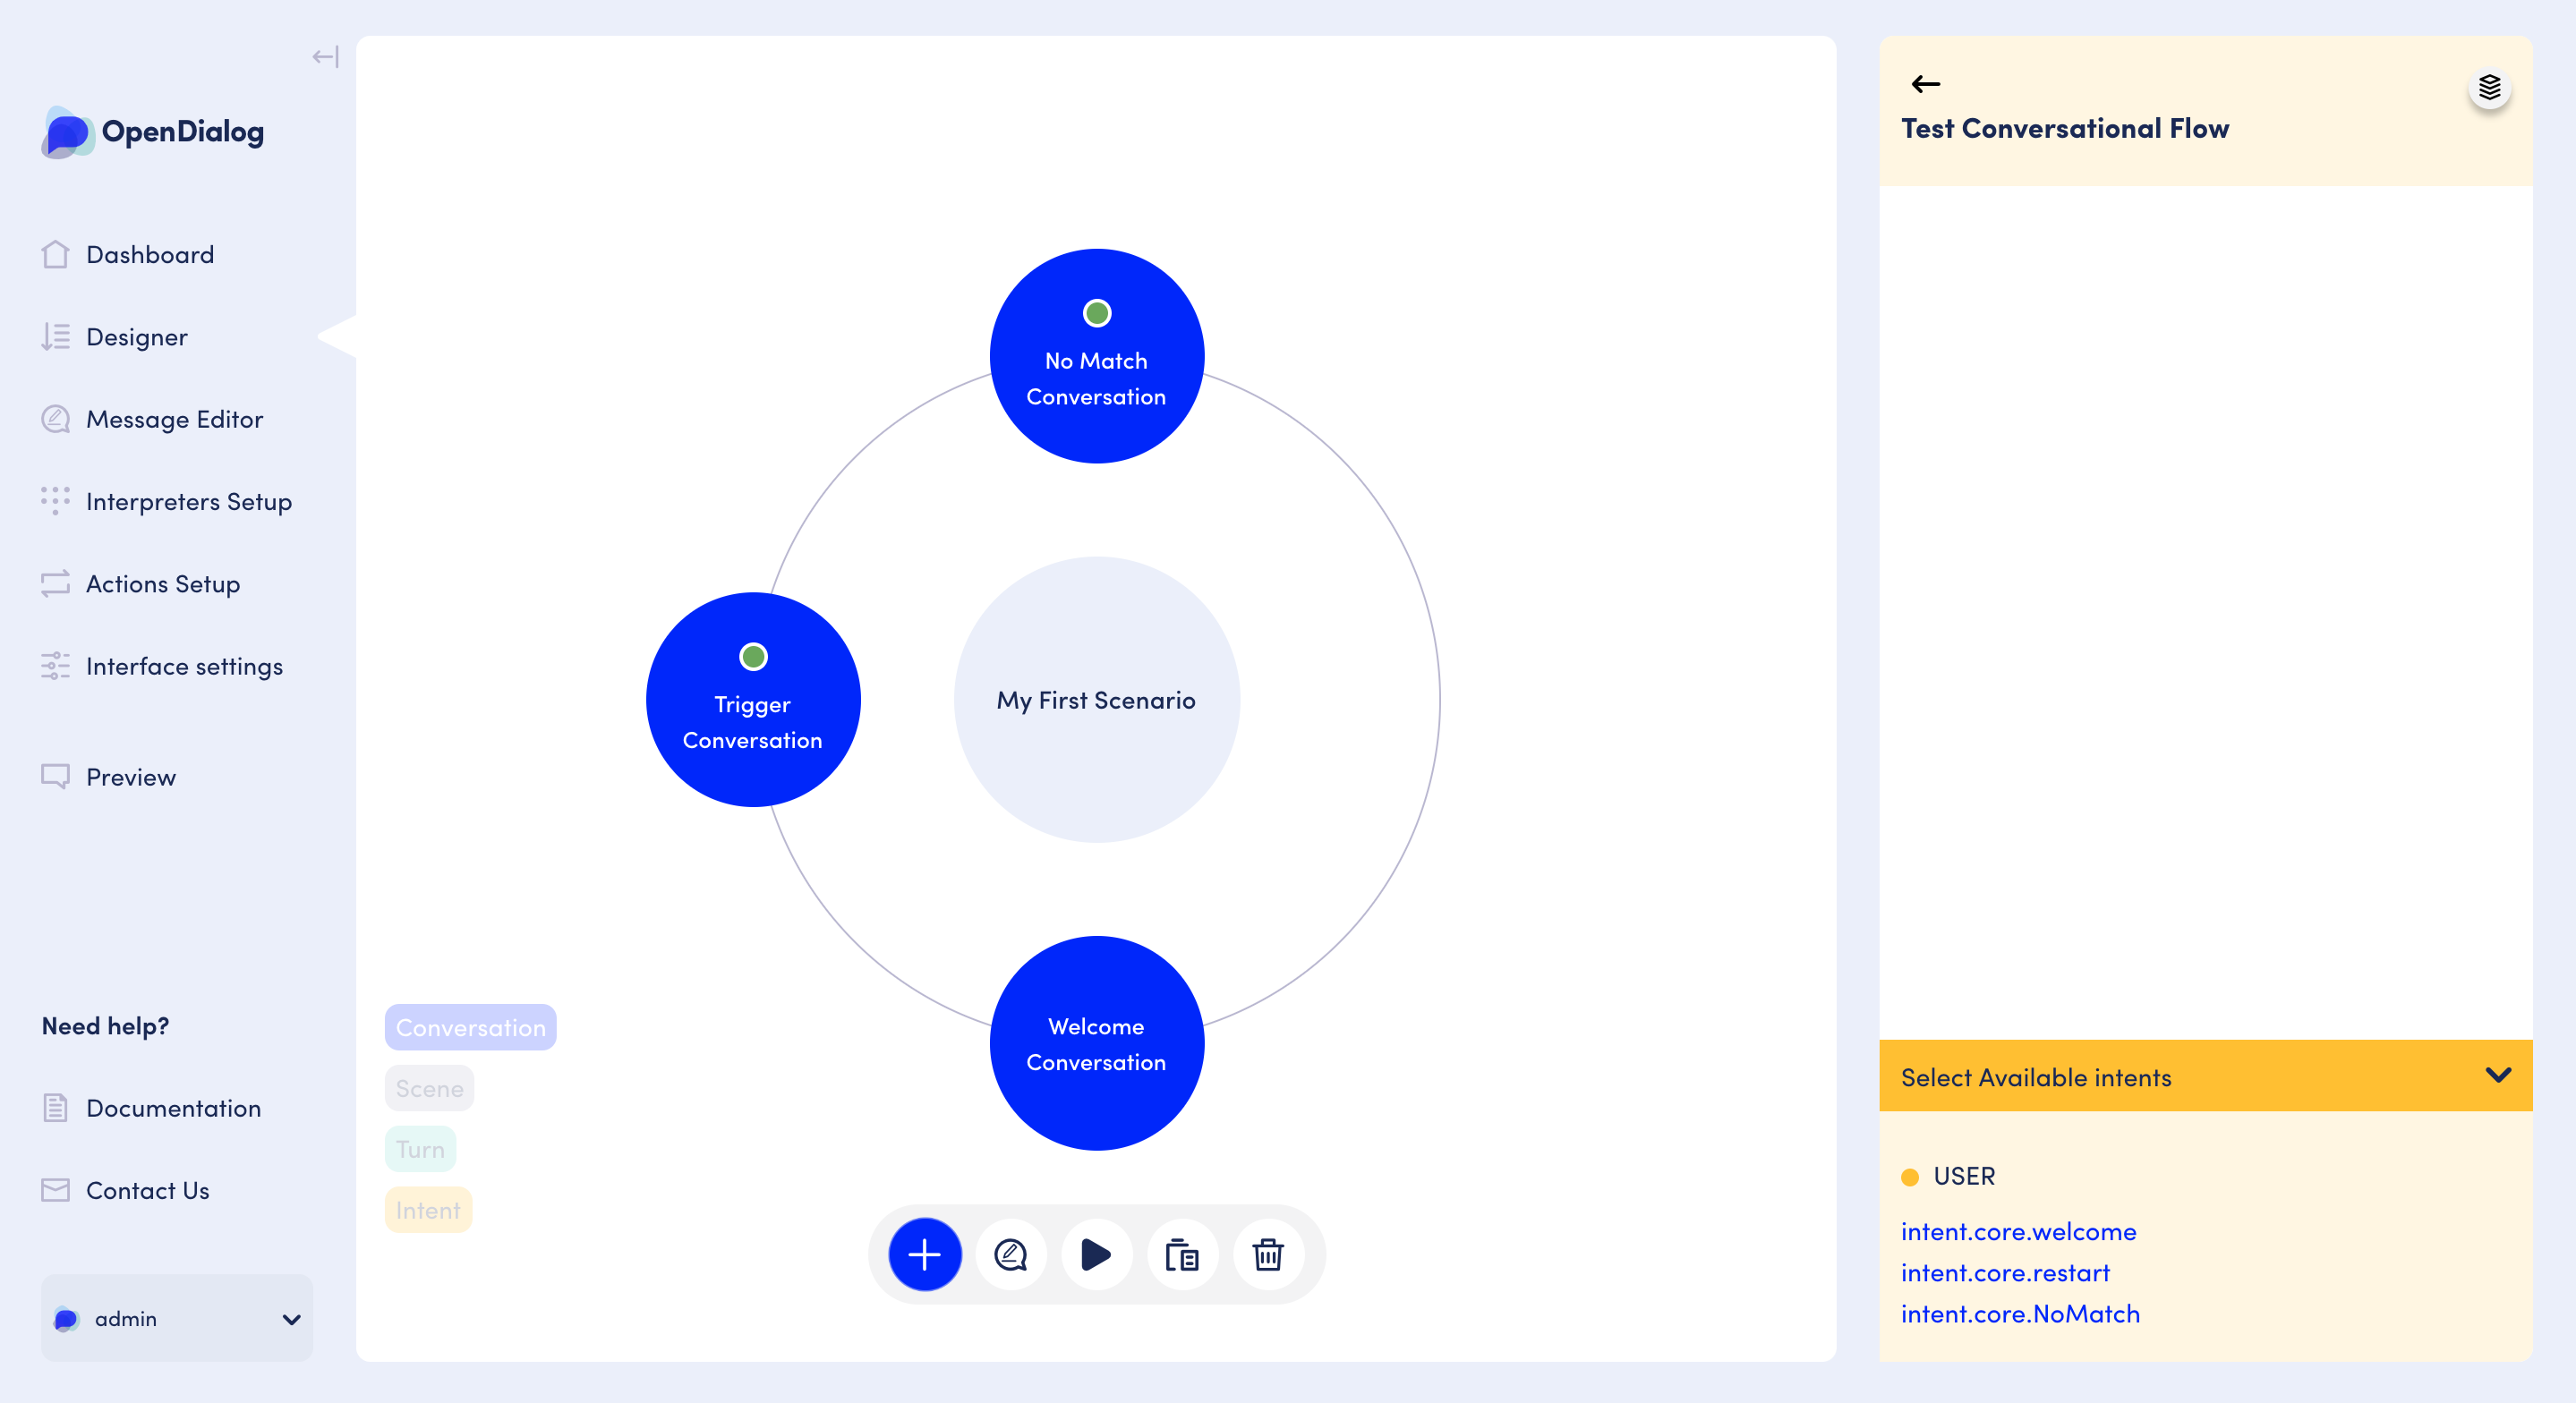 OpenDialog
Dashboard
Designer
Message Editor
Interpreters Setup
Actions Setup
Interface settings
Preview
Need help?
Documentation
Contact Us
admin
No Match
Conversation
Trigger
Conversation
My First Scenario
Welcome
Conversation
Conversation
Scene
Turn
Intent
Test Conversational Flow
Select Available intents
USER
intent.core.welcome
intent.core.restart
intent.core.NoMatch